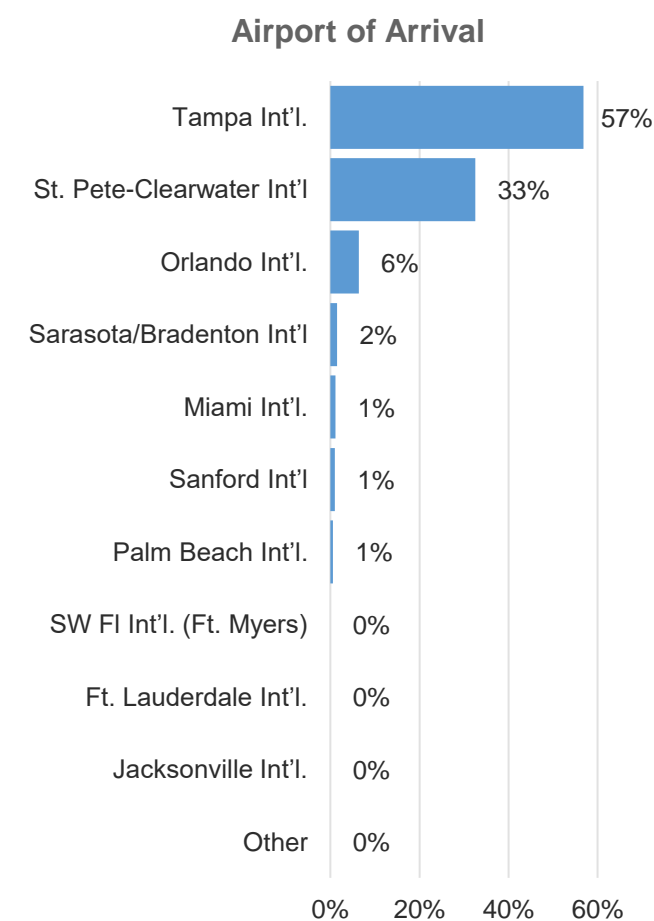 Airport of Arrival
Tampa Int’l. 57%
St. Pete-Clearwater Int’l 33%
Orlando Int’l. 6%
Sarasota/Bradenton Int’l 2%
Miami Int’l. 1%
Sanford Int’l 1%
Palm Beach Int’l. 1%
SW Fl Int’l. (Ft. Myers) 0%
Ft. Lauderdale Int’l. 0%
Jacksonville Int’l. 0%
Other 0%
0% 20% 40% 60%